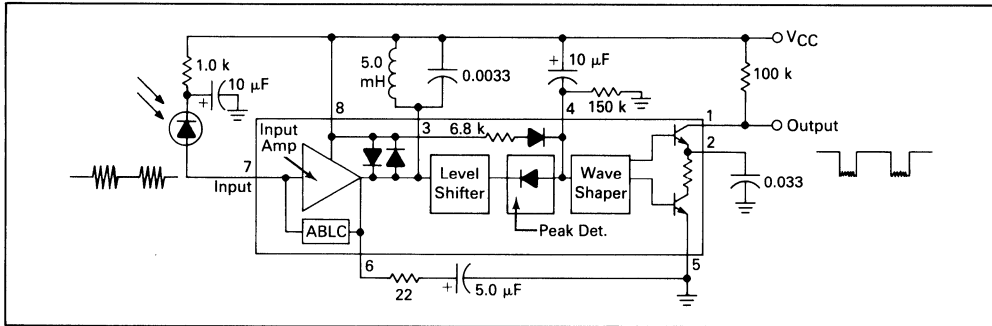 VCC
1.0 k
10 µF
+
5.0
mH
0.0033
+
10 µF
150 k
100 k
8
3
4
1
Output
6.8 k
2
Input
Amp
7
Input
Level
Shifter
Wave
Shaper
0.033
ABLC
Peak Det.
6
5
22
+
5.0 µF